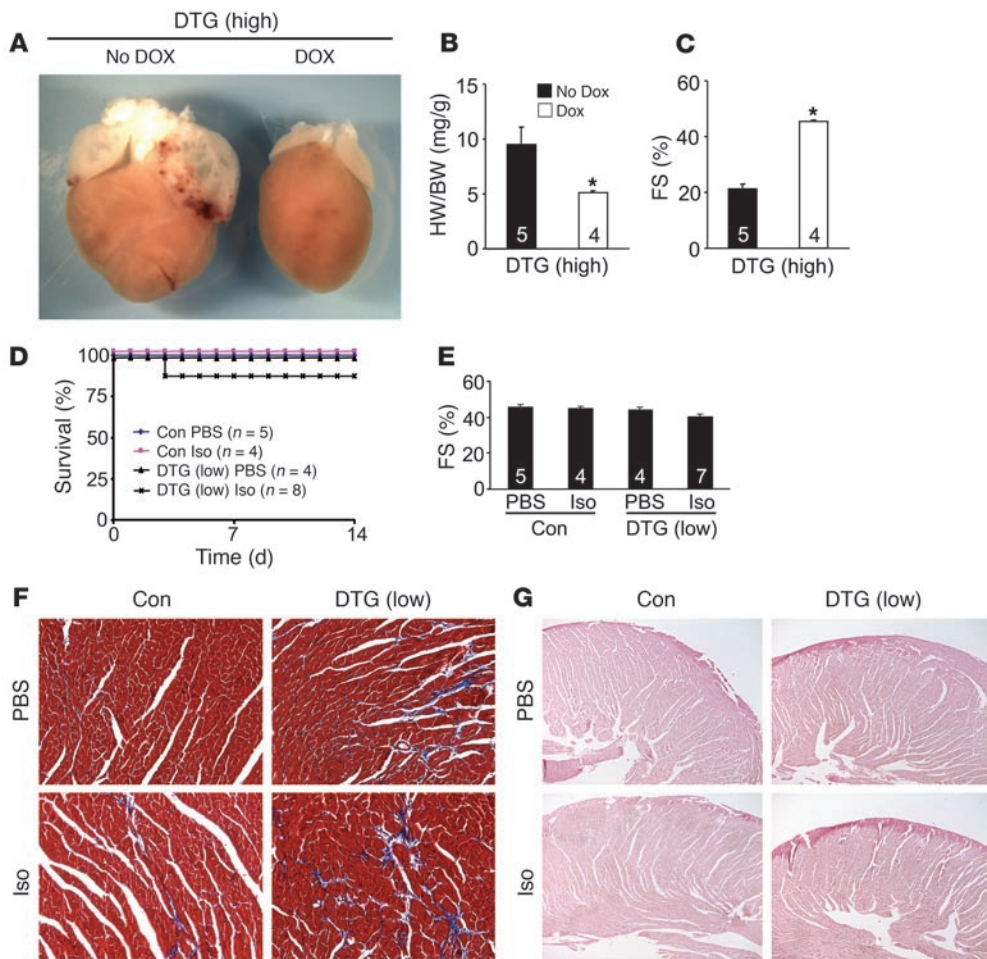 A
DTG (high)
No DOX DOX
B
HW/BW (mg/g)
15
10
5
0
No Dox
Dox
*
5 4
DTG (high)
C
FS (%)
60
40
20
0
*
5 4
DTG (high)
D
Survival (%)
100
75
50
25
0
Con PBS (n = 5)
Con Iso (n = 4)
DTG (low) PBS (n = 4)
DTG (low) Iso (n = 8)
0 7 14
Time (d)
E
FS (%)
60
40
20
0
5 4 4 7
PBS Iso PBS Iso
Con DTG (low)
F
Con DTG (low)
PBS
Iso
G
Con DTG (low)
PBS
Iso